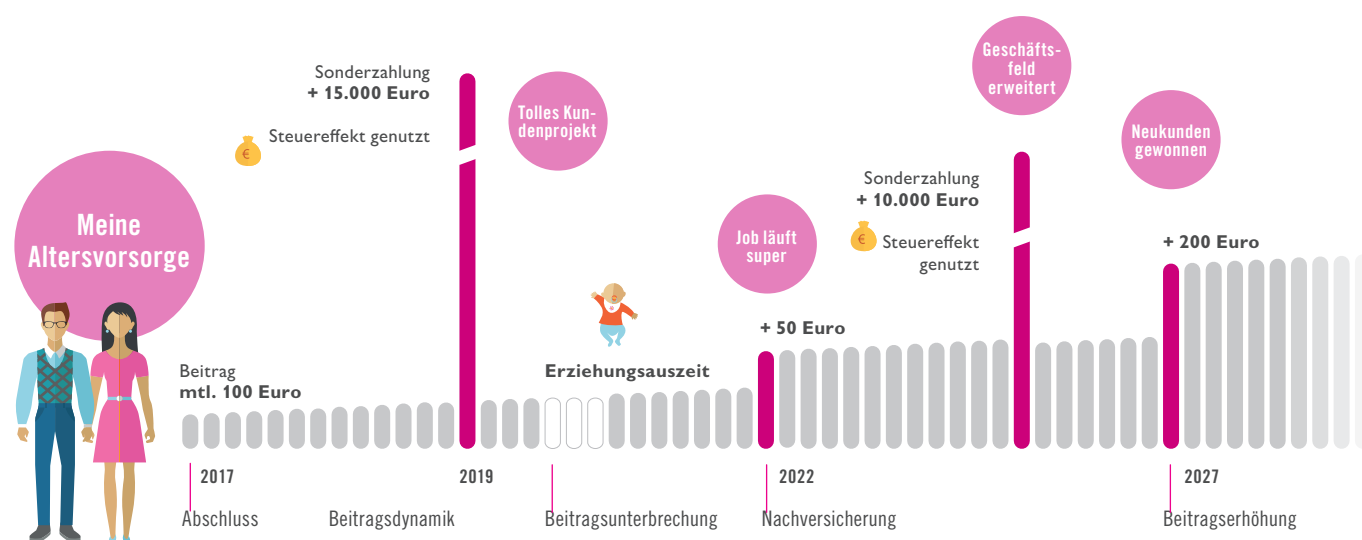 Meine
Altersvorsorge
Beitrag
mtl. 100 Euro
Sonderzahlung
+ 15.000 Euro
Steuereffekt genutzt
€
Tolles Kun-
denprojekt
Erziehungsauszeit
Job läuft
super
+ 50 Euro
Sonderzahlung
+ 10.000 Euro
€
Steuereffekt
genutzt
Geschäfts-
feld
erweitert
Neukunden
gewonnen
+ 200 Euro
2017
2019
2022
2027
Abschluss
Beitragsdynamik
Beitragsunterbrechung
Nachversicherung
Beitragserhöhung